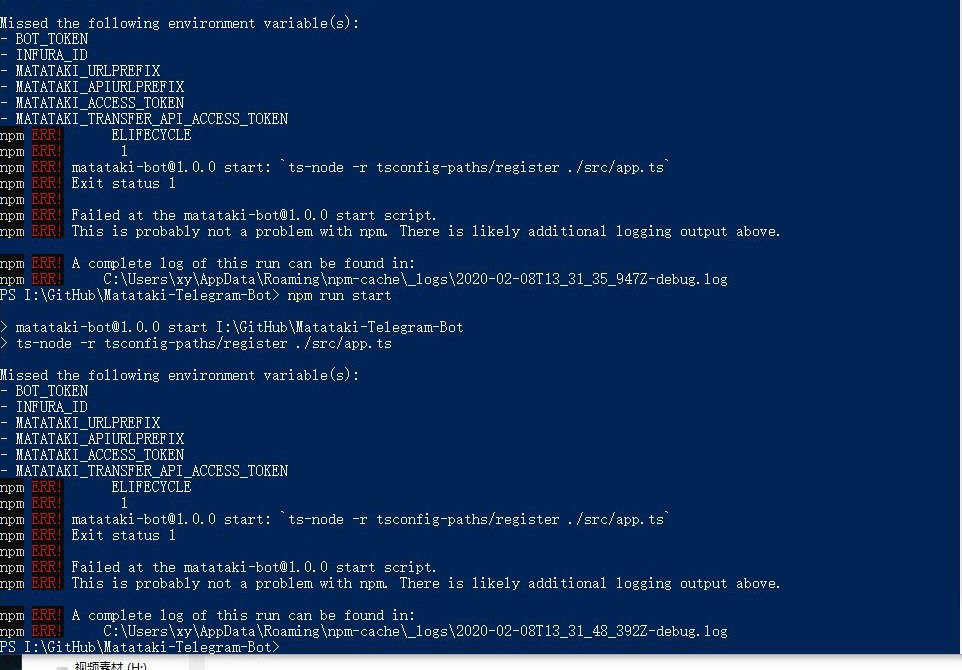 Missed the following environment variable(s):
- BOT_TOKEN
- INFURA_ID
- MATATAKI_URLPREFIX
- MATATAKI_APIURLPREFIX
- MATATAKI_ACCESS_TOKEN
- MATATAKI_TRANSFER_API_ACCESS_TOKEN
npm ERR! ELIFECYCLE
npm ERR! 1
npm ERR! matataki-bot@1.0.0 start: `ts-node -r tsconfig-paths/register ./src/app.ts`
npm ERR! Exit status 1
npm ERR!
npm ERR! Failed at the matataki-bot@1.0.0 start script.
npm ERR! This is probably not a problem with npm. There is likely additional logging output above.
npm ERR! A complete log of this run can be found in:
npm ERR! C:\Users\xy\AppData\Roaming\npm-cache\_logs\2020-02-08T13_31_35_947Z-debug.log
PS I:\GitHub\Matataki-Telegram-Bot> npm run start
> matataki-bot@1.0.0 start I:\GitHub\Matataki-Telegram-Bot
> ts-node -r tsconfig-paths/register ./src/app.ts
Missed the following environment variable(s):
- BOT_TOKEN
- INFURA_ID
- MATATAKI_URLPREFIX
- MATATAKI_APIURLPREFIX
- MATATAKI_ACCESS_TOKEN
- MATATAKI_TRANSFER_API_ACCESS_TOKEN
npm ERR! ELIFECYCLE
npm ERR! 1
npm ERR! matataki-bot@1.0.0 start: `ts-node -r tsconfig-paths/register ./src/app.ts`
npm ERR! Exit status 1
npm ERR!
npm ERR! Failed at the matataki-bot@1.0.0 start script.
npm ERR! This is probably not a problem with npm. There is likely additional logging output above.
npm ERR! A complete log of this run can be found in:
npm ERR! C:\Users\xy\AppData\Roaming\npm-cache\_logs\2020-02-08T13_31_48_392Z-debug.log
PS I:\GitHub\Matataki-Telegram-Bot>
视频素材 (H:)